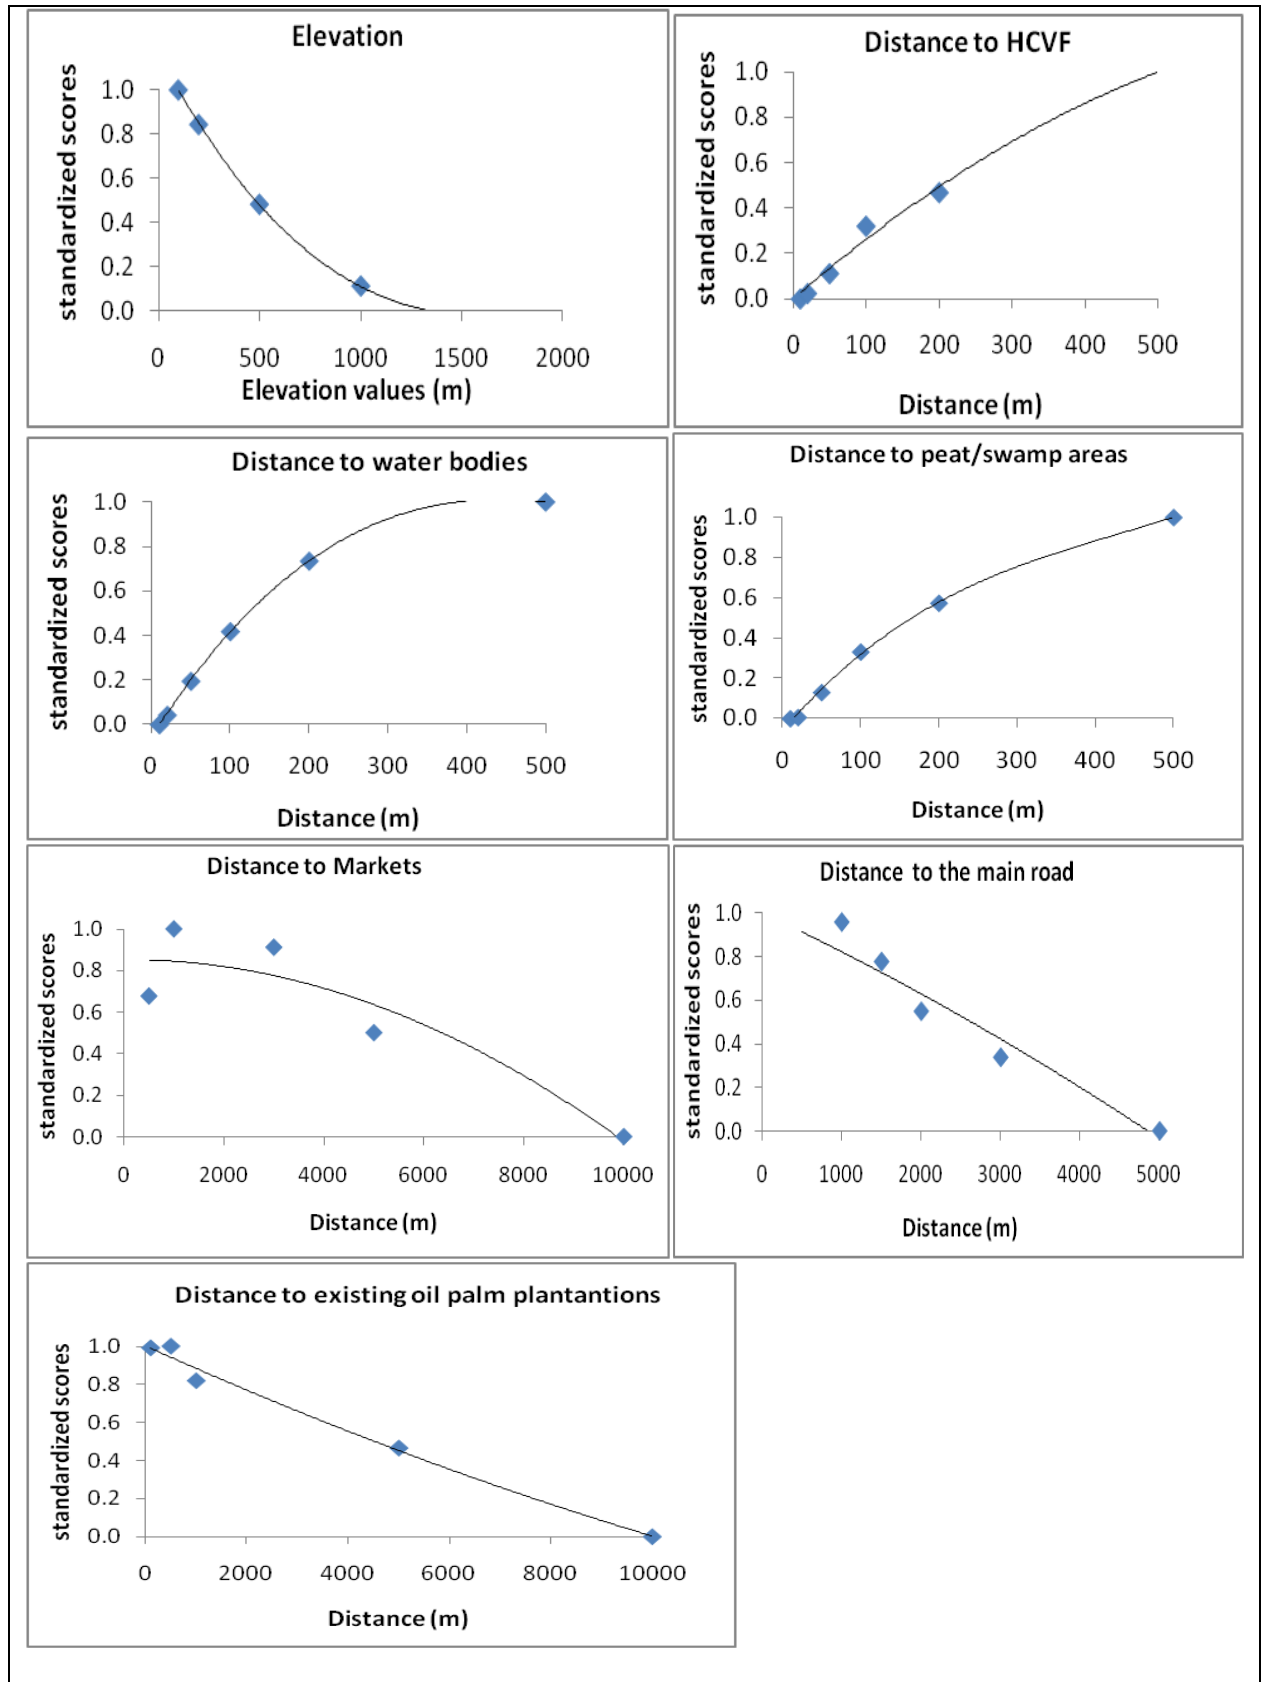 Elevation
standardized scores
1.0
0.8
0.6
0.4
0.2
0.0
0 500 1000 1500 2000
Elevation values (m)
Distance to HCVF
standardized scores
1.0
0.8
0.6
0.4
0.2
0.0
0 100 200 300 400 500
Distance (m)
Distance to water bodies
standardized scores
1.0
0.8
0.6
0.4
0.2
0.0
0 100 200 300 400 500
Distance (m)
Distance to peat/swamp areas
standardized scores
1.0
0.8
0.6
0.4
0.2
0.0
0 100 200 300 400 500
Distance (m)
Distance to Markets
standardized scores
1.0
0.8
0.6
0.4
0.2
0.0
0 2000 4000 6000 8000 10000
Distance (m)
Distance to the main road
standardized scores
1.0
0.8
0.6
0.4
0.2
0.0
0 1000 2000 3000 4000 5000
Distance (m)
Distance to existing oil palm plantantions
standardized scores
1.0
0.8
0.6
0.4
0.2
0.0
0 2000 4000 6000 8000 10000
Distance (m)